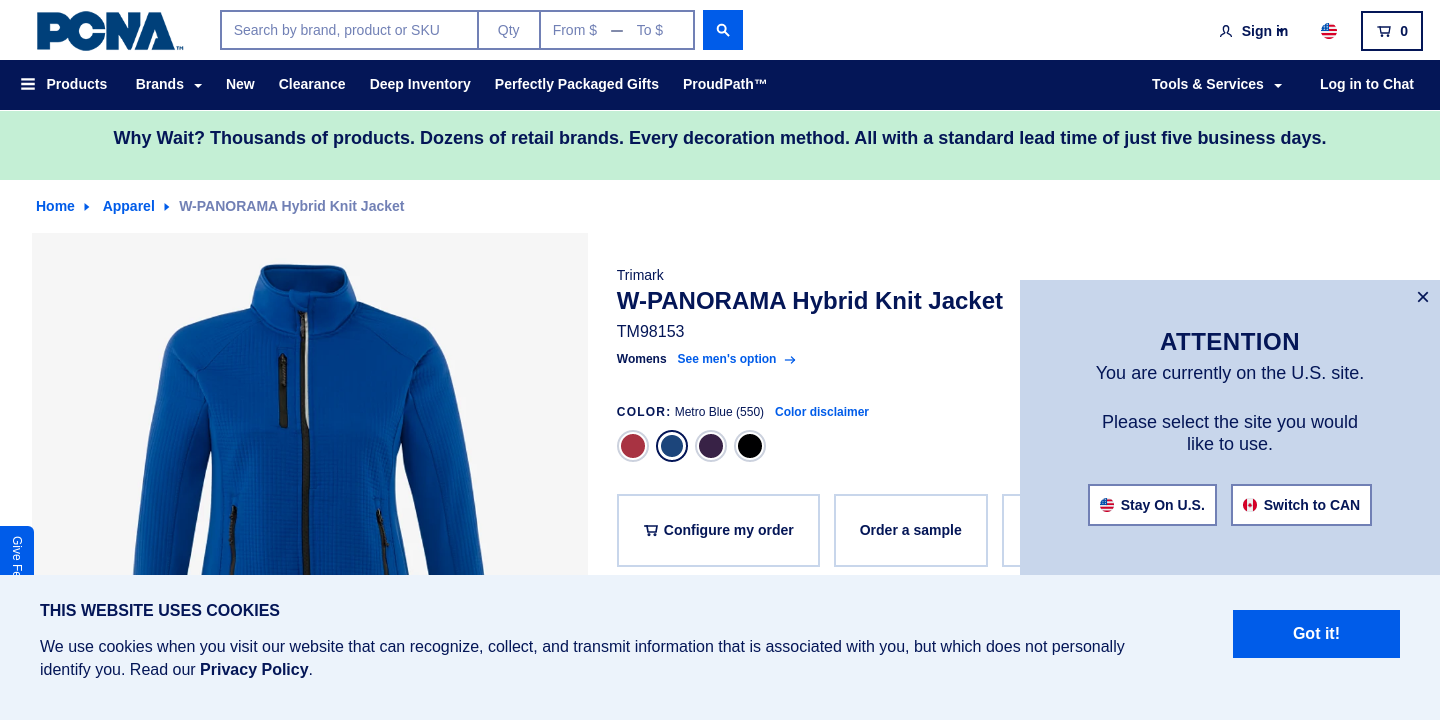 PCNA™
Search by brand, product or SKU
Qty
From $ — To $
Sign in
0
Products
Brands
New
Clearance
Deep Inventory
Perfectly Packaged Gifts
ProudPath™
Tools & Services
Log in to Chat
Why Wait? Thousands of products. Dozens of retail brands. Every decoration method. All with a standard lead time of just five business days.
Home
Apparel
W-PANORAMA Hybrid Knit Jacket
Trimark
W-PANORAMA Hybrid Knit Jacket
TM98153
Womens See men's option
COLOR: Metro Blue (550) Color disclaimer
Configure my order
Order a sample
×
ATTENTION
You are currently on the U.S. site.
Please select the site you would
like to use.
Stay On U.S.
Switch to CAN
Give
THIS WEBSITE USES COOKIES
We use cookies when you visit our website that can recognize, collect, and transmit information that is associated with you, but which does not personally
identify you. Read our Privacy Policy.
Got it!